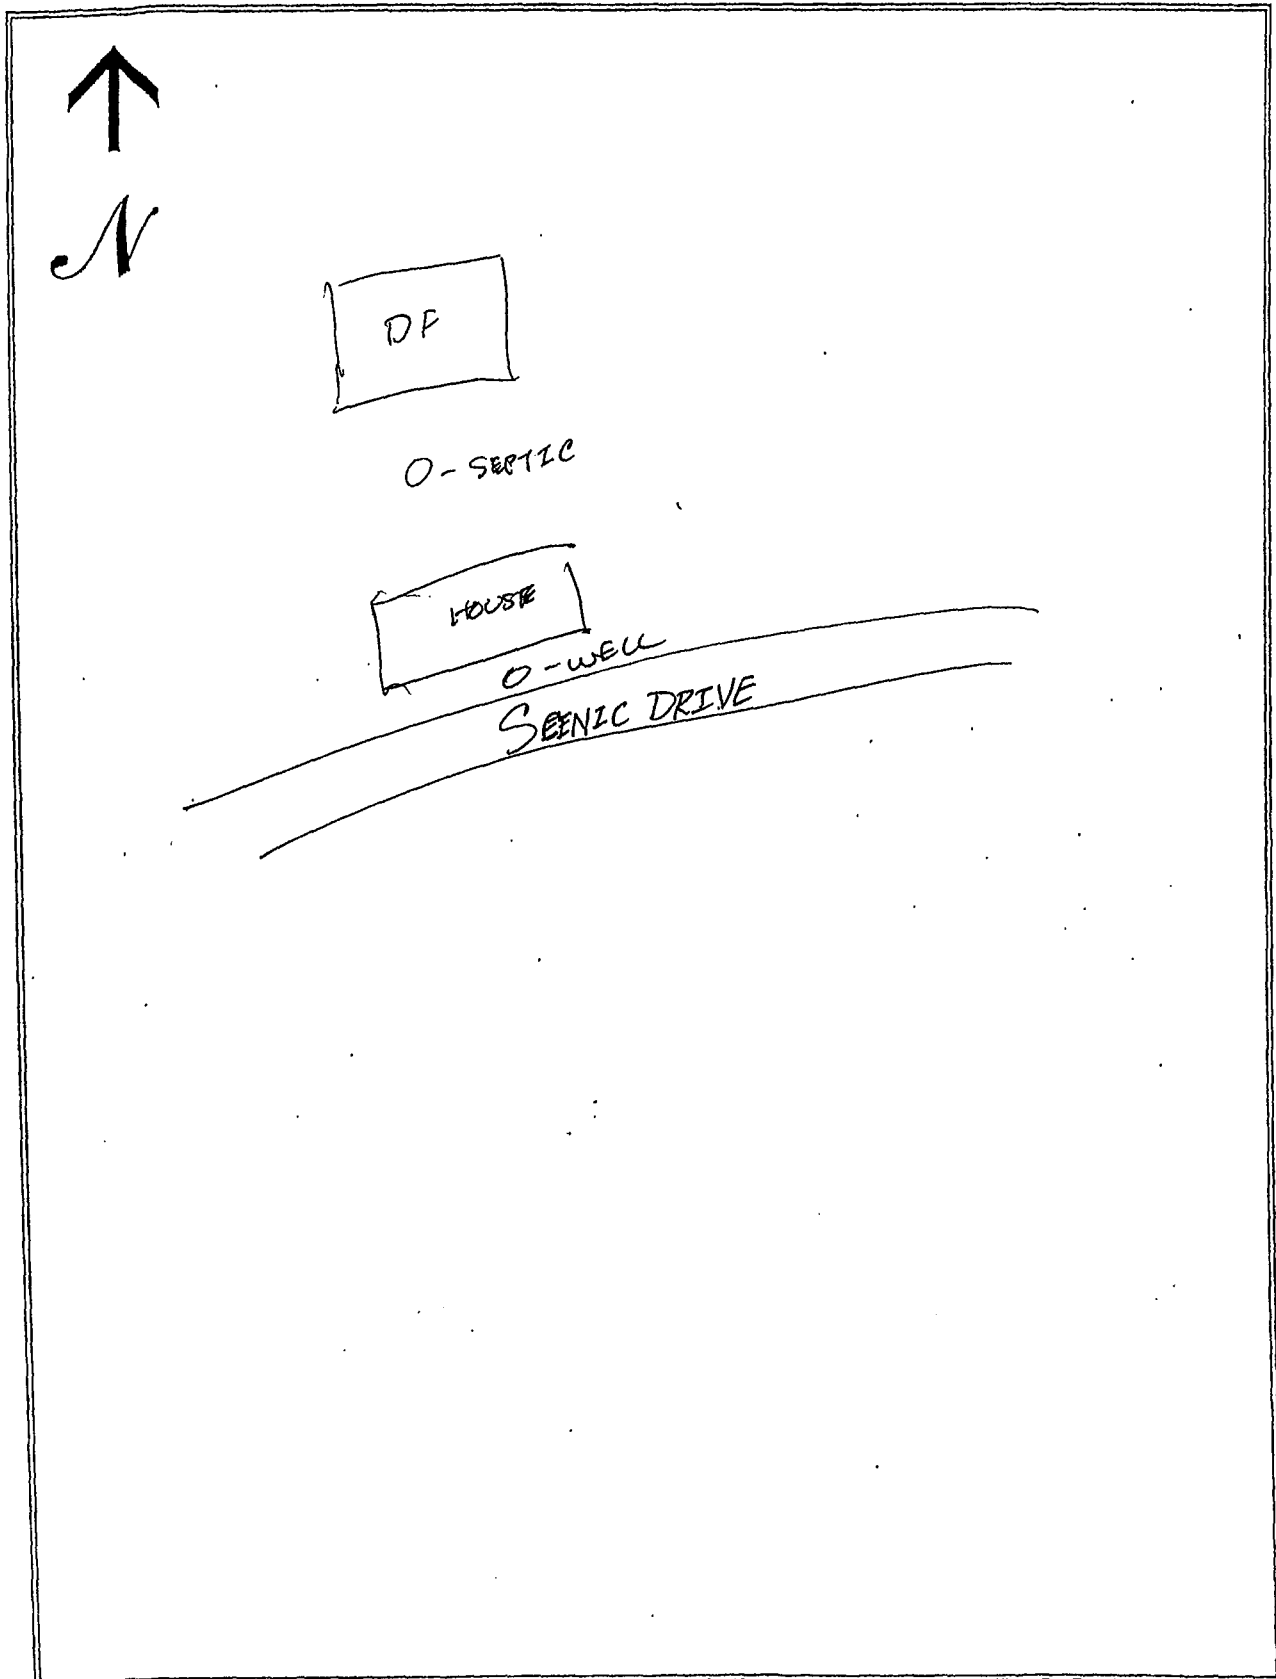 N
DF
O - SEPTIC
HOUSE
O - WELL
SCENIC DRIVE